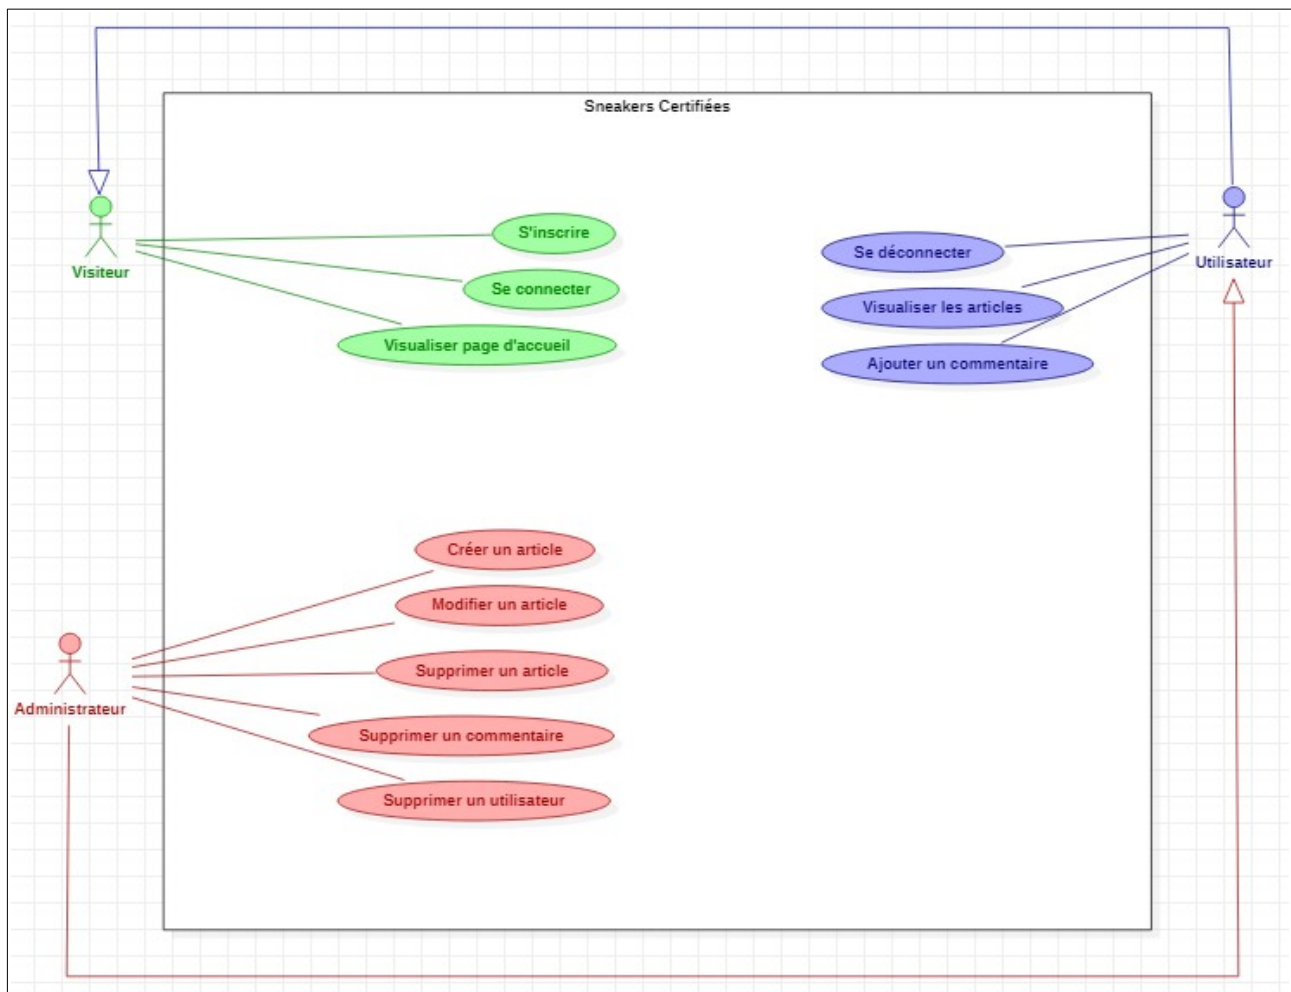 Sneakers Certifiées
Visiteur
S'inscrire
Se connecter
Visualiser page d'accueil
Utilisateur
Se déconnecter
Visualiser les articles
Ajouter un commentaire
Administrateur
Créer un article
Modifier un article
Supprimer un article
Supprimer un commentaire
Supprimer un utilisateur